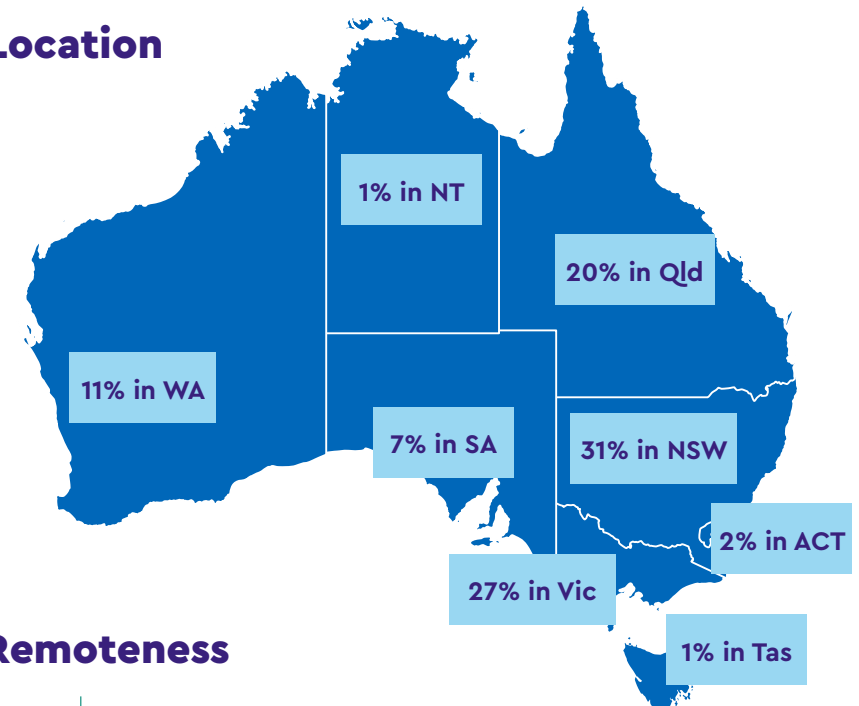 Location
1% in NT
20% in Qld
11% in WA
7% in SA
31% in NSW
2% in ACT
27% in Vic
1% in Tas
Remoteness